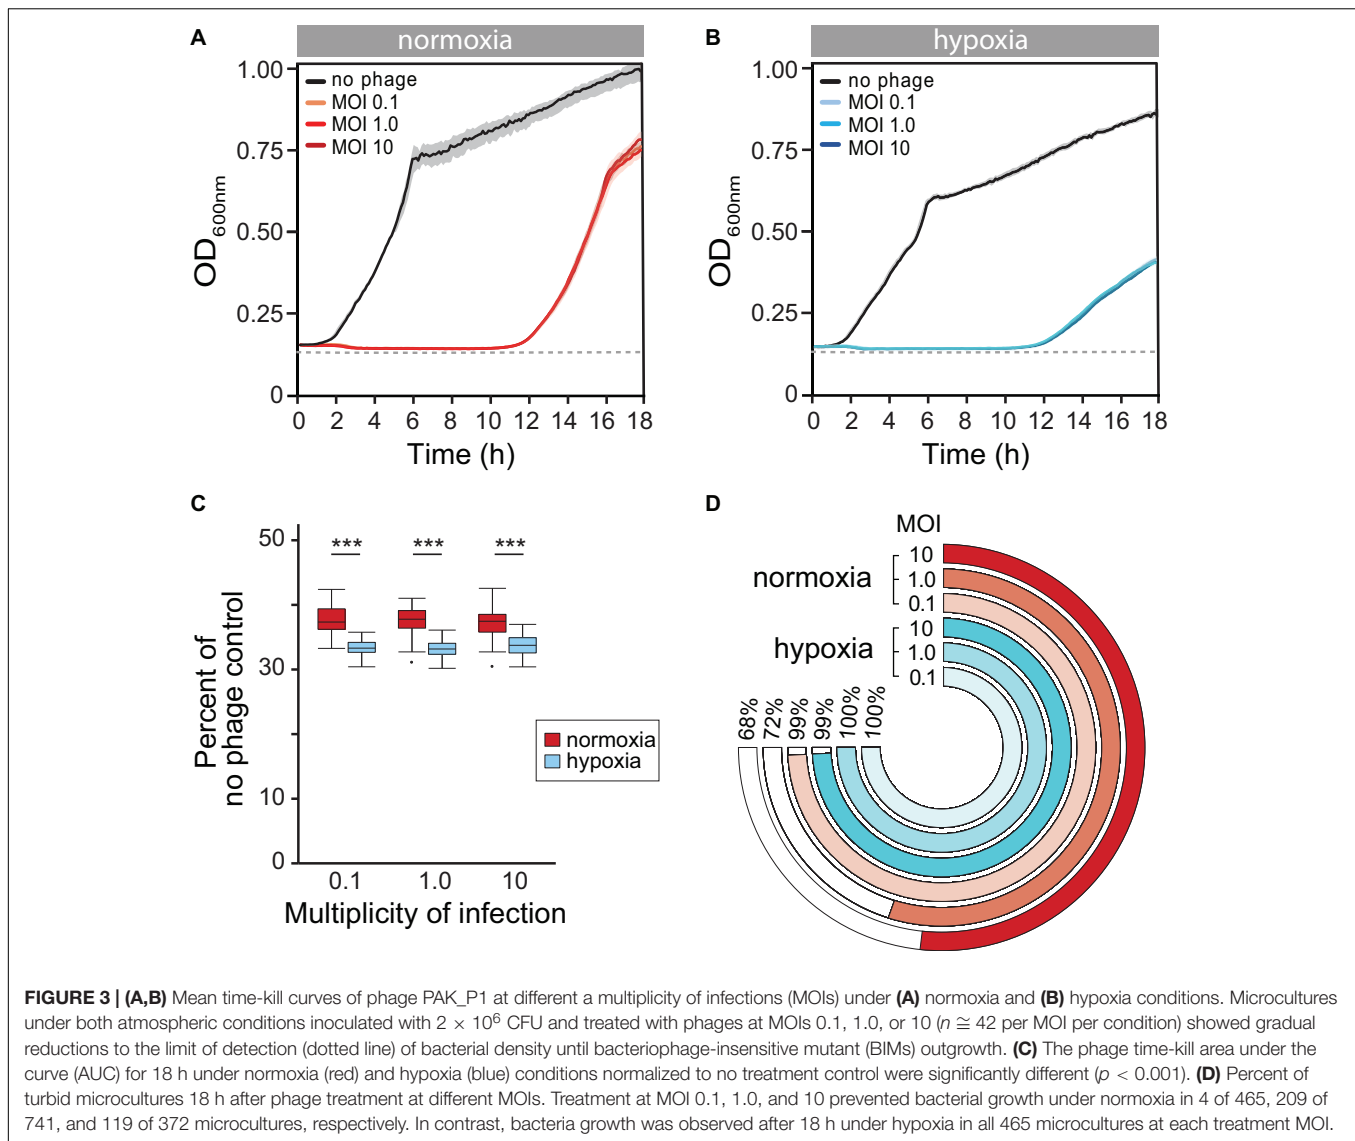 A
normoxia
1.00
0.75
0.50
0.25
0
OD600nm
no phage
MOI 0.1
MOI 1.0
MOI 10
0 2 4 6 8 10 12 14 16 18
Time (h)
B
hypoxia
1.00
0.75
0.50
0.25
0
OD600nm
no phage
MOI 0.1
MOI 1.0
MOI 10
0 2 4 6 8 10 12 14 16 18
Time (h)
C
50
30
10
0
Percent of
no phage control
*** *** ***
normoxia
hypoxia
0.1 1.0 10
Multiplicity of infection
D
MOI
normoxia
10
1.0
0.1
hypoxia
10
1.0
0.1
68% 72% 99% 99% 100% 100%
FIGURE 3 | (A,B) Mean time-kill curves of phage PAK_P1 at different a multiplicity of infections (MOIs) under (A) normoxia and (B) hypoxia conditions. Microcultures
under both atmospheric conditions inoculated with 2 × 10⁶ CFU and treated with phages at MOIs 0.1, 1.0, or 10 (n ≅ 42 per MOI per condition) showed gradual
reductions to the limit of detection (dotted line) of bacterial density until bacteriophage-insensitive mutant (BIMs) outgrowth. (C) The phage time-kill area under the
curve (AUC) for 18 h under normoxia (red) and hypoxia (blue) conditions normalized to no treatment control were significantly different (p < 0.001). (D) Percent of
turbid microcultures 18 h after phage treatment at different MOIs. Treatment at MOI 0.1, 1.0, and 10 prevented bacterial growth under normoxia in 4 of 465, 209 of
741, and 119 of 372 microcultures, respectively. In contrast, bacteria growth was observed after 18 h under hypoxia in all 465 microcultures at each treatment MOI.